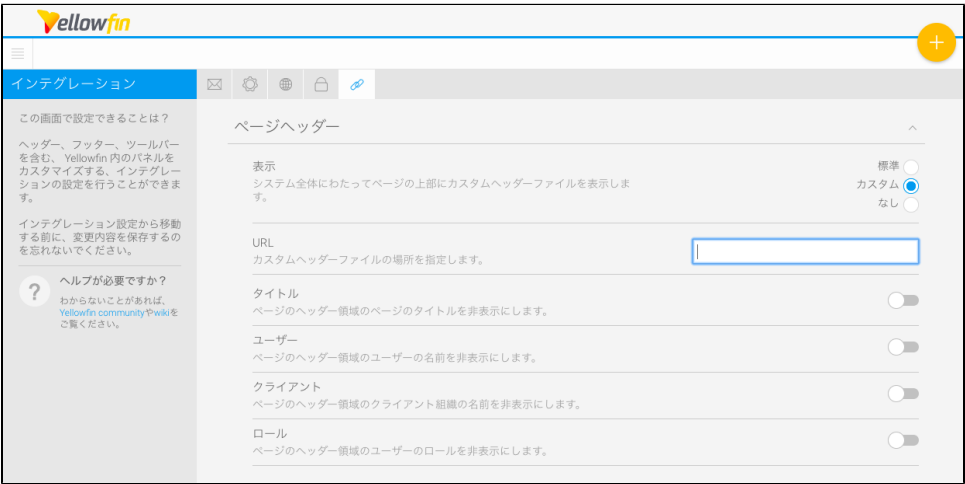 Yellowfin
インテグレーション
この画面で設定できることは？
ヘッダー、フッター、ツールバー
を含む、 Yellowfin 内のパネルを
カスタマイズする、インテグレー
ションの設定を行うことができま
す。
インテグレーション設定から移動
する前に、変更内容を保存するの
を忘れないでください。
?
ヘルプが必要ですか？
わからないことがあれば、
Yellowfin communityやwikiを
ご覧ください。
ページヘッダー
表示
システム全体にわたってページの上部にカスタムヘッダーファイルを表示しま
す。
標準
カスタム
なし
URL
カスタムヘッダーファイルの場所を指定します。
タイトル
ページのヘッダー領域のページのタイトルを非表示にします。
ユーザー
ページのヘッダー領域のユーザーの名前を非表示にします。
クライアント
ページのヘッダー領域のクライアント組織の名前を非表示にします。
ロール
ページのヘッダー領域のユーザーのロールを非表示にします。